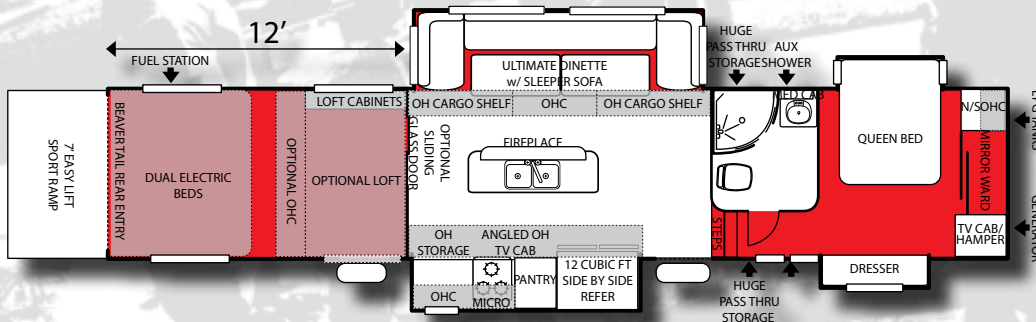 12'
FUEL STATION
7' EASY LIFT
SPORT RAMP
BEAVER TAIL REAR ENTRY
DUAL ELECTRIC
BEDS
OPTIONAL OHC
LOFT CABINETS
OPTIONAL LOFT
OPTIONAL
SLIDING
GLASS DOOR
ULTIMATE DINETTE
w/ SLEEPER SOFA
OH CARGO SHELF
OHC
OH CARGO SHELF
FIREPLACE
OH
STORAGE
ANGLED OH
TV CAB
OHC
MICRO
PANTRY
12 CUBIC FT
SIDE BY SIDE
REFER
HUGE
PASS THRU
STORAGE
AUX
SHOWER
MED CAB
STEPS
HUGE
PASS THRU
STORAGE
QUEEN BED
DRESSER
N/S
OHC
MIRROR WARD
TV CAB/
HAMPER